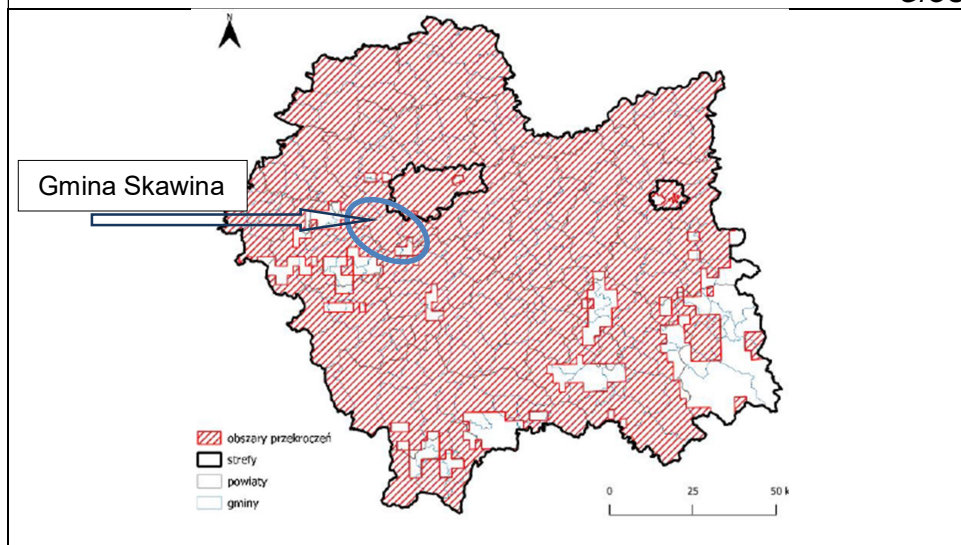 N
Gmina Skawina
obszary przekroczeń
strefy
powiaty
gminy
0 25 50 k